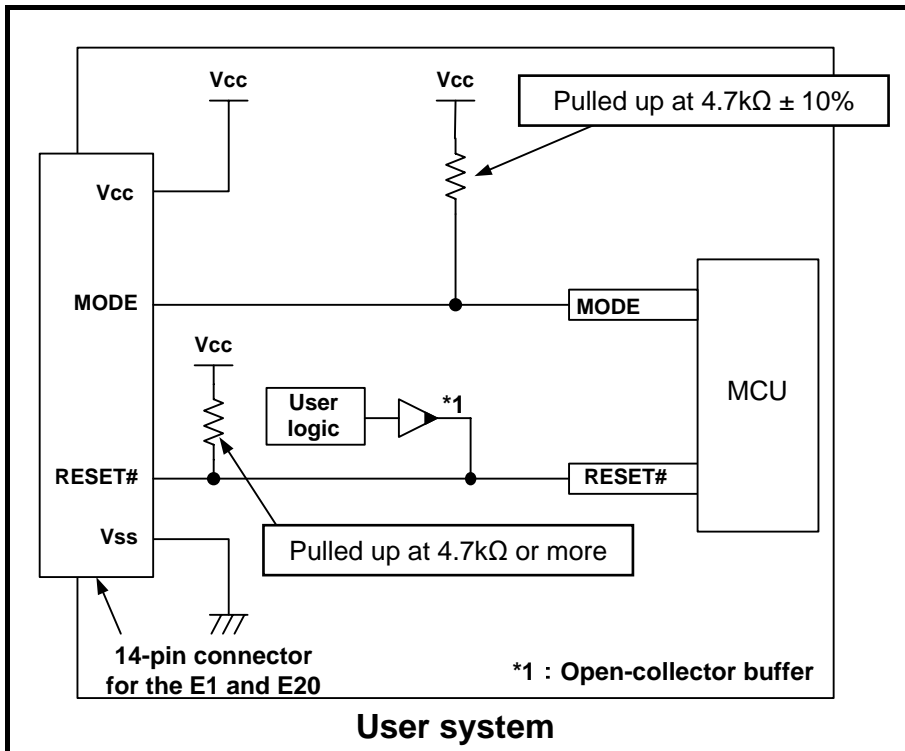 Vcc
Vcc
Pulled up at 4.7kΩ ± 10%
Vcc
MODE
MODE
MCU
Vcc
User
logic
*1
RESET#
RESET#
Vss
Pulled up at 4.7kΩ or more
14-pin connector
for the E1 and E20
*1 : Open-collector buffer
User system